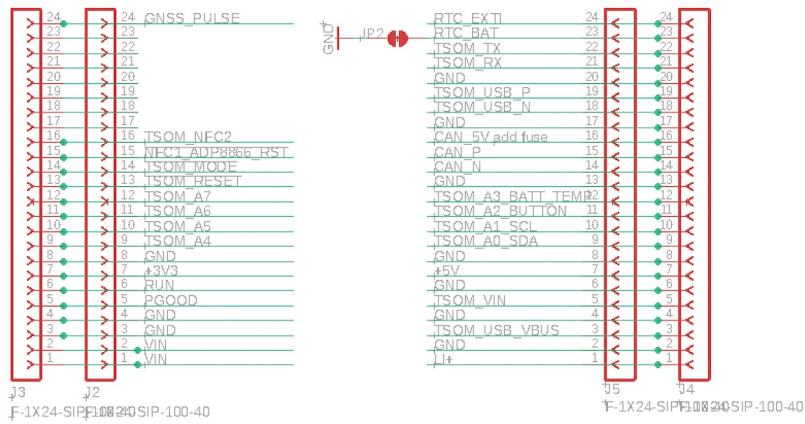 24 24 GNSS_PULSE GND JP2 RTC_EXTI 24 24
23 23 RTC_BAT 23 23
22 22 TSOM_TX 22 22
21 21 TSOM_RX 21 21
20 20 GND 20 20
19 19 TSOM_USB_P 19 19
18 18 TSOM_USB_N 18 18
17 17 GND 17 17
16 16 TSOM_NFC2 CAN_5V add fuse 16 16
15 15 NFC1_ADP8866_RST CAN_P 15 15
14 14 TSOM_MODE CAN_N 14 14
13 13 TSOM_RESET GND 13 13
12 12 TSOM_A7 TSOM_A3_BATT_TEMP 12 12
11 11 TSOM_A6 TSOM_A2_BUTTON 11 11
10 10 TSOM_A5 TSOM_A1_SCL 10 10
9 9 TSOM_A4 TSOM_A0_SDA 9 9
8 8 GND GND 8 8
7 7 +3V3 +5V 7 7
6 6 RUN GND 6 6
5 5 PGOOD TSOM_VIN 5 5
4 4 GND GND 4 4
3 3 GND TSOM_USB_VBUS 3 3
2 2 VIN GND 2 2
1 1 VIN LI+ 1 1
J3 J2 J5 J4